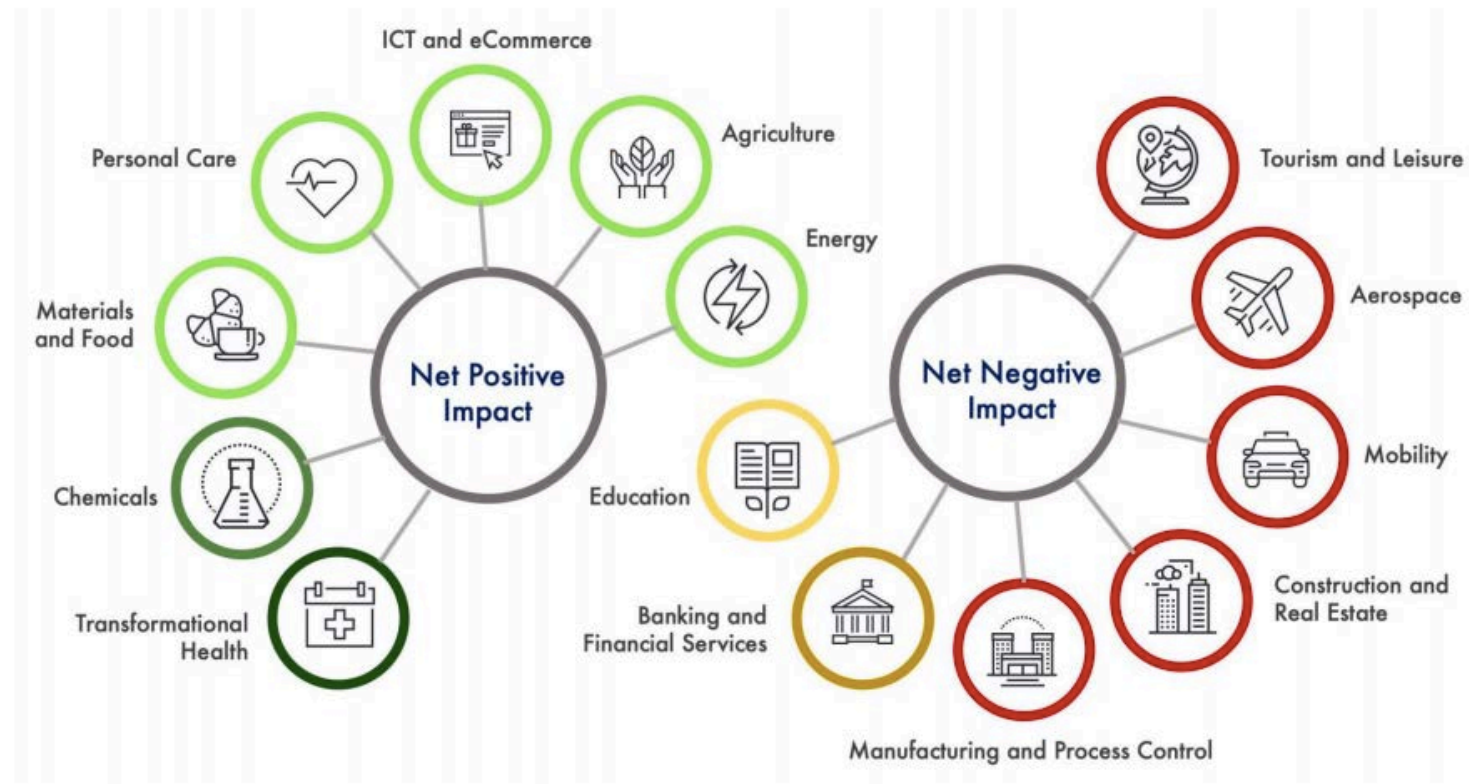 ICT and eCommerce
Personal Care
Agriculture
Energy
Materials
and Food
Net Positive
Impact
Chemicals
Transformational
Health
Tourism and Leisure
Aerospace
Net Negative
Impact
Mobility
Education
Construction and
Real Estate
Banking and
Financial Services
Manufacturing and Process Control